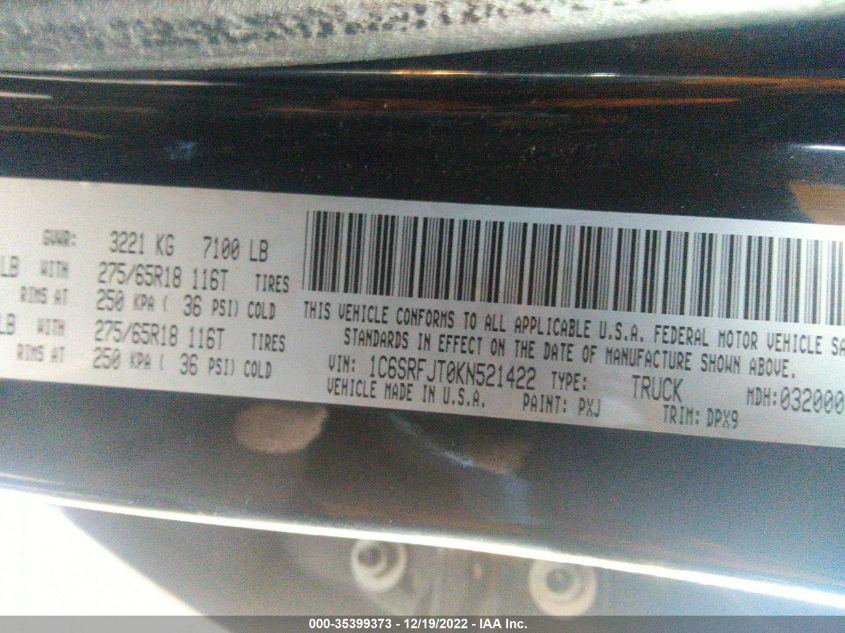 GVWR: 3221 KG 7100 LB
LB WITH 275/65R18 116T TIRES
RIMS AT 250 KPA ( 36 PSI) COLD
LB WITH 275/65R18 116T TIRES
RIMS AT 250 KPA ( 36 PSI) COLD
THIS VEHICLE CONFORMS TO ALL APPLICABLE U.S.A. FEDERAL MOTOR VEHICLE SA
STANDARDS IN EFFECT ON THE DATE OF MANUFACTURE SHOWN ABOVE.
VIN: 1C6SRFJT0KN521422 TYPE: TRUCK MDH:032000
VEHICLE MADE IN U.S.A. PAINT: PXJ TRIM: DPX9
000-35399373 - 12/19/2022 - IAA Inc.